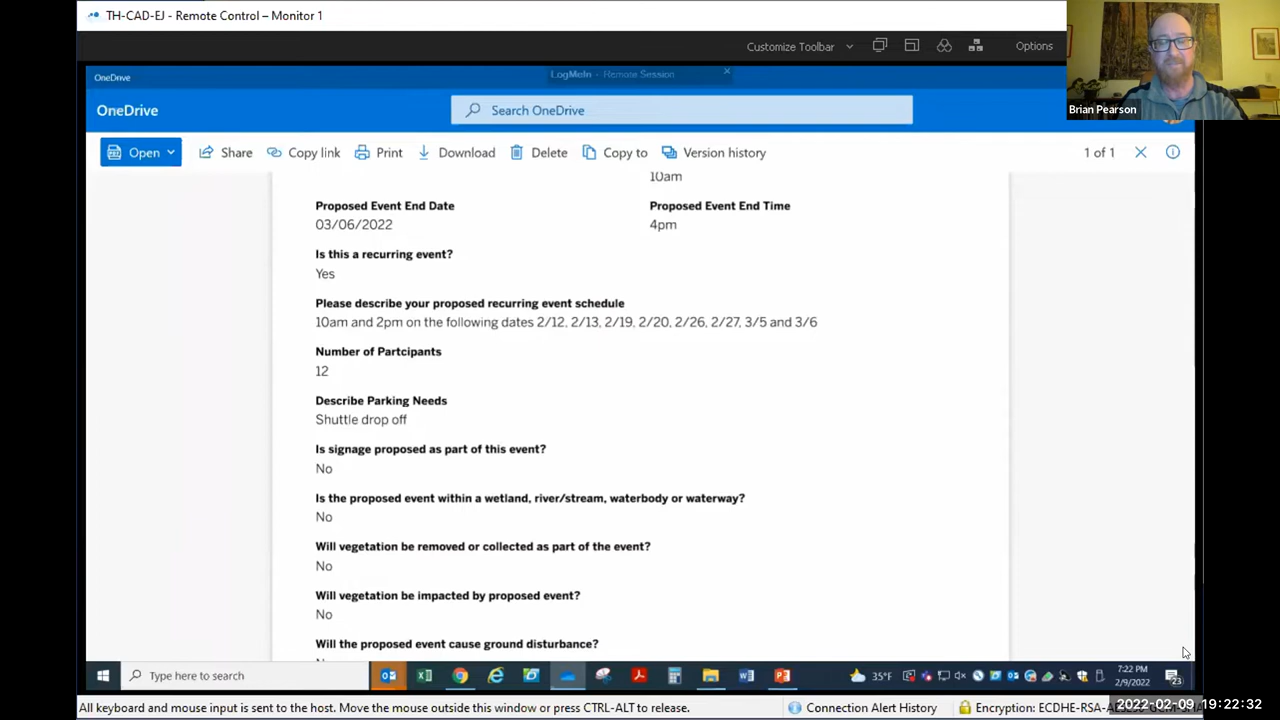 TH-CAD-EJ - Remote Control – Monitor 1
Customize Toolbar Options
OneDrive LogMeIn - Remote Session
OneDrive Search OneDrive
Brian Pearson
Open Share Copy link Print Download Delete Copy to Version history 1 of 1
10am
Proposed Event End Date Proposed Event End Time
03/06/2022 4pm
Is this a recurring event?
Yes
Please describe your proposed recurring event schedule
10am and 2pm on the following dates 2/12, 2/13, 2/19, 2/20, 2/26, 2/27, 3/5 and 3/6
Number of Partcipants
12
Describe Parking Needs
Shuttle drop off
Is signage proposed as part of this event?
No
Is the proposed event within a wetland, river/stream, waterbody or waterway?
No
Will vegetation be removed or collected as part of the event?
No
Will vegetation be impacted by proposed event?
No
Will the proposed event cause ground disturbance?
Type here to search 35°F 7:22 PM
2/9/2022 23
All keyboard and mouse input is sent to the host. Move the mouse outside this window or press CTRL-ALT to release. Connection Alert History Encryption: ECDHE-RSA-
2022-02-09 19:22:32